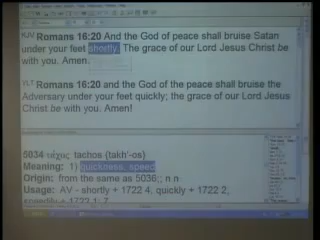 KJV Romans 16:20 And the God of peace shall bruise Satan
under your feet shortly. The grace of our Lord Jesus Christ be
with you. Amen.
YLT Romans 16:20 and the God of the peace shall bruise the
Adversary under your feet quickly; the grace of our Lord Jesus
Christ be with you. Amen!
5034 τάχος tachos (takh'-os)
Meaning: 1) quickness, speed
Origin: from the same as 5036;; n n
Usage: AV - shortly + 1722 4, quickly + 1722 2,
speedily + 1722 1; 7